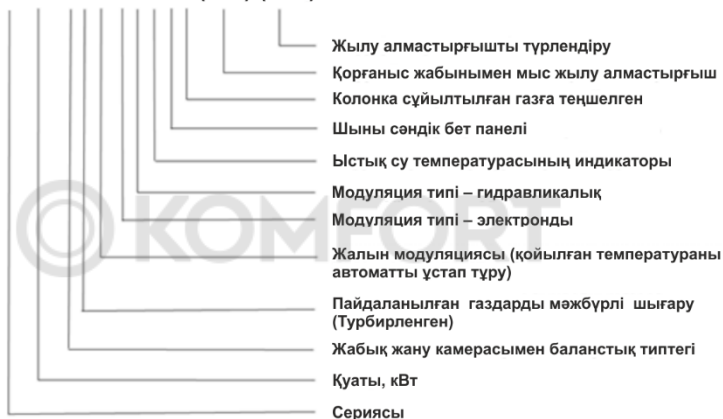 Жылу алмастырғышты түрлендіру
Қорғаныс жабынымен мыс жылу алмастырғыш
Колонка сұйылтылған газға теңшелген
Шыны сәндік бет панелі
Ыстық су температурасының индикаторы
Модуляция типі – гидравликалық
Модуляция типі – электронды
Жалын модуляциясы (қойылған температураны
автоматты ұстап тұру)
Пайдаланылған газдарды мәжбүрлі шығару
(Турбирленген)
Жабық жану камерасымен баланстық типтегі
Қуаты, кВт
Сериясы
KOMFORT